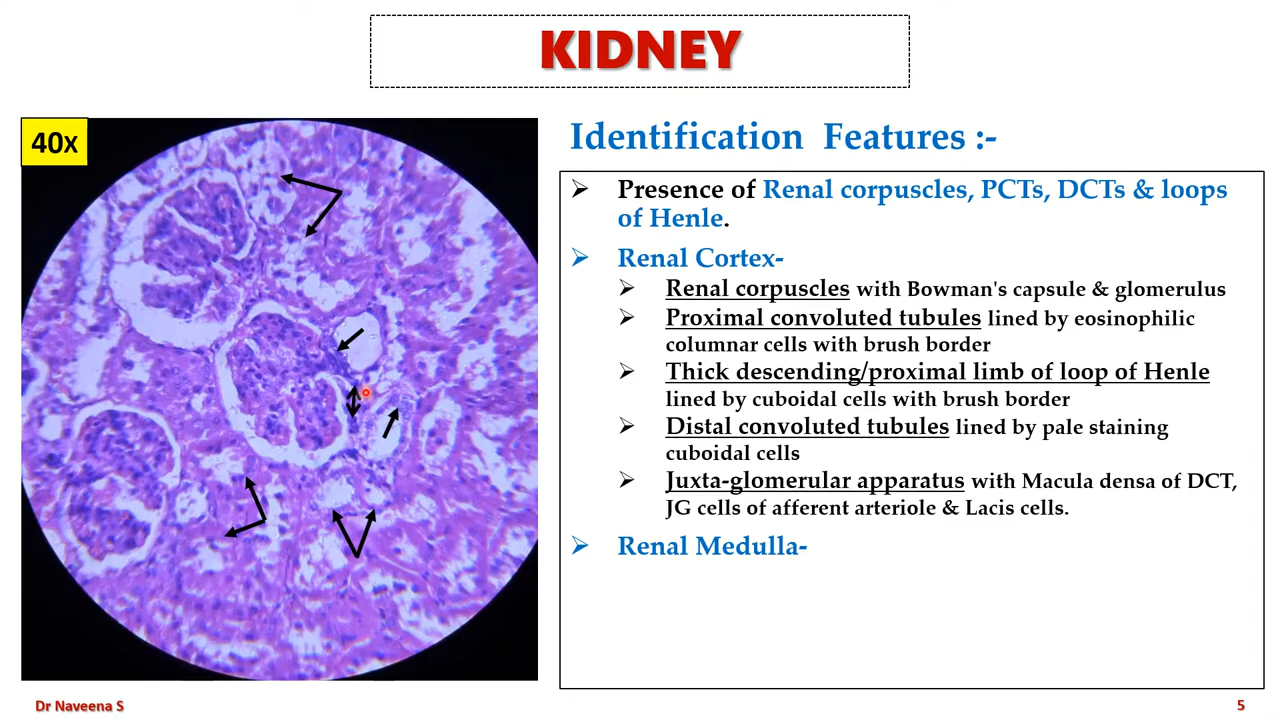 KIDNEY
40x
Identification Features :-
Presence of Renal corpuscles, PCTs, DCTs & loops
of Henle.
Renal Cortex-
Renal corpuscles with Bowman's capsule & glomerulus
Proximal convoluted tubules lined by eosinophilic
columnar cells with brush border
Thick descending/proximal limb of loop of Henle
lined by cuboidal cells with brush border
Distal convoluted tubules lined by pale staining
cuboidal cells
Juxta-glomerular apparatus with Macula densa of DCT,
JG cells of afferent arteriole & Lacis cells.
Renal Medulla-
Dr Naveena S
5